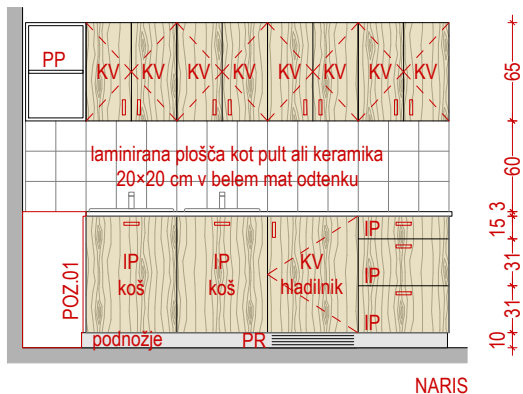 PP
KV KV KV KV KV KV KV KV
65
laminirana plošča kot pult ali keramika
20×20 cm v belem mat odtenku
60
3
15
IP
IP
koš
IP
koš
KV
hladilnik
IP
IP
31
31
POZ.01
podnožje
PR
10
NARIS